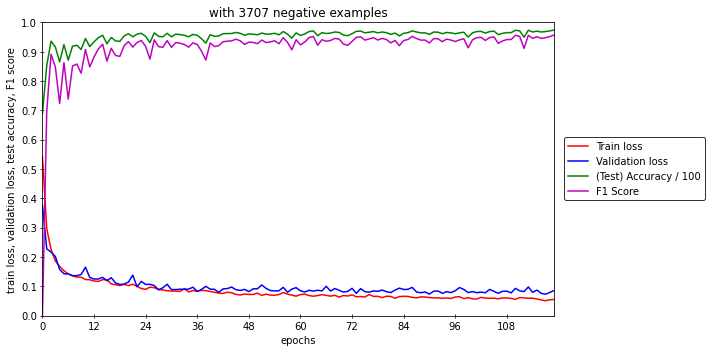 with 3707 negative examples
train loss, validation loss, test accuracy, F1 score
1.0
0.9
0.8
0.7
0.6
0.5
0.4
0.3
0.2
0.1
0.0
0 12 24 36 48 60 72 84 96 108
epochs
Train loss
Validation loss
(Test) Accuracy / 100
F1 Score